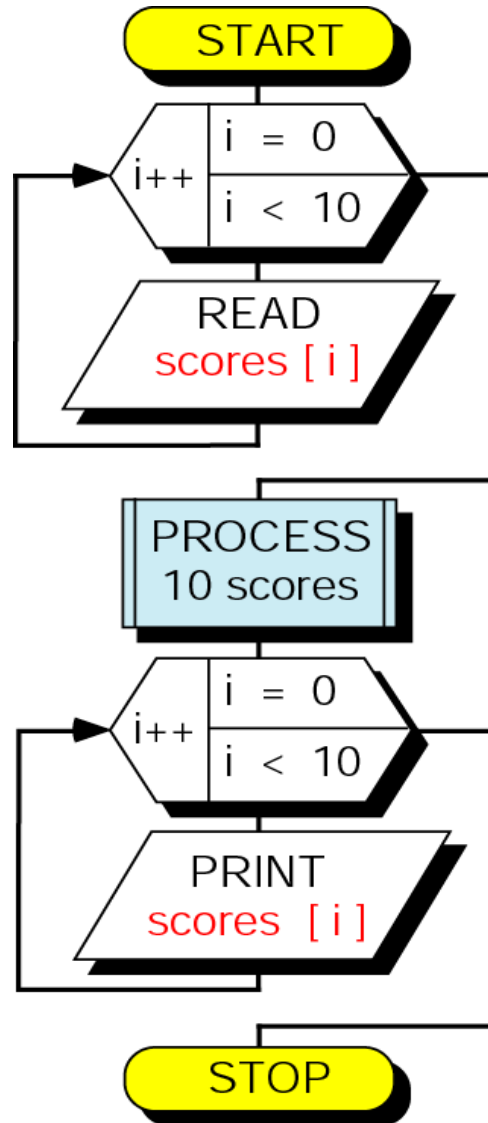 START
i = 0
i++
i < 10
READ
scores [ i ]
PROCESS
10 scores
i = 0
i++
i < 10
PRINT
scores [ i ]
STOP